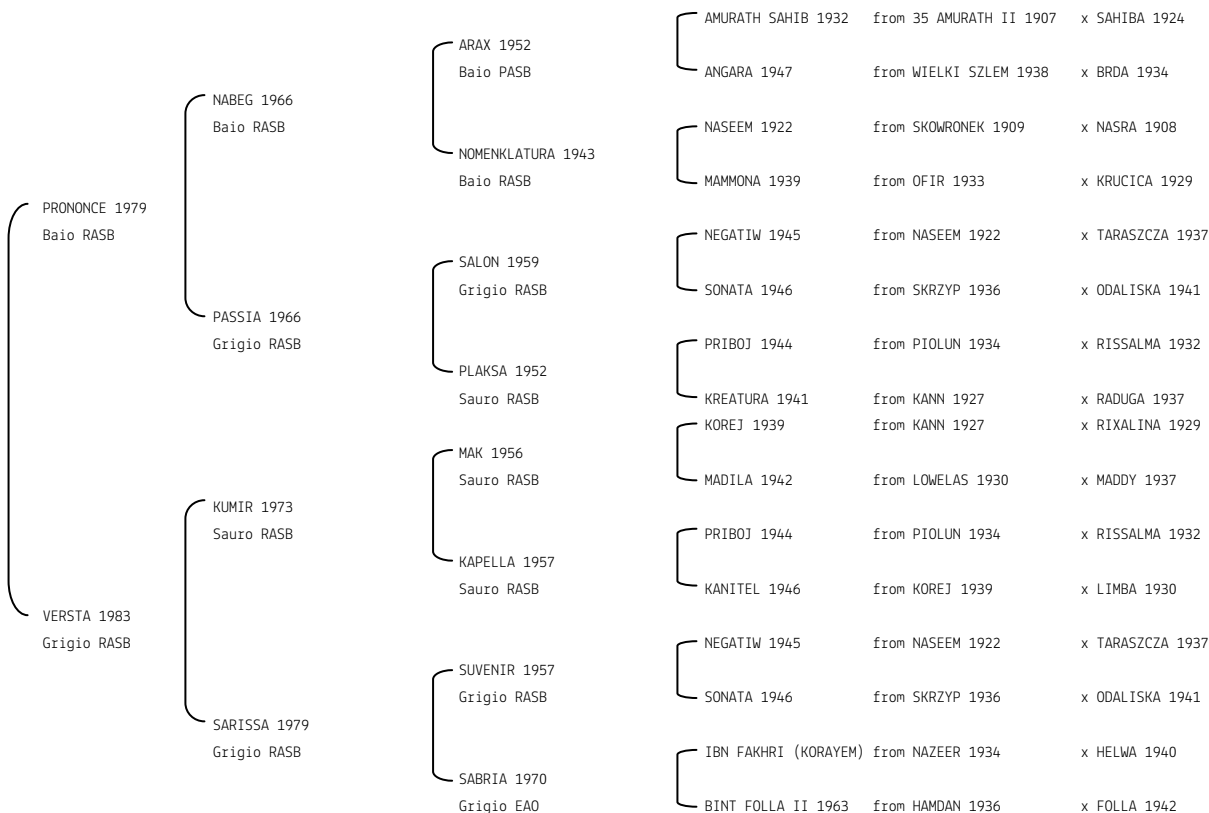 AMURATH SAHIB 1932 from 35 AMURATH II 1907 x SAHIBA 1924
ARAX 1952
Baio PASB
ANGARA 1947 from WIELKI SZLEM 1938 x BRDA 1934
NABEG 1966
Baio RASB
NASEEM 1922 from SKOWRONEK 1909 x NASRA 1908
NOMENKLATURA 1943
Baio RASB
MAMMONA 1939 from OFIR 1933 x KRUCICA 1929
PRONONCE 1979
Baio RASB
NEGATIW 1945 from NASEEM 1922 x TARASZCZA 1937
SALON 1959
Grigio RASB
SONATA 1946 from SKRZYP 1936 x ODALISKA 1941
PASSIA 1966
Grigio RASB
PRIBOJ 1944 from PIOLUN 1934 x RISSALMA 1932
PLAKSA 1952
Sauro RASB
KREATURA 1941 from KANN 1927 x RADUGA 1937
KOREJ 1939 from KANN 1927 x RIXALINA 1929
MAK 1956
Sauro RASB
MADILA 1942 from LOWELAS 1930 x MADDY 1937
KUMIR 1973
Sauro RASB
PRIBOJ 1944 from PIOLUN 1934 x RISSALMA 1932
KAPELLA 1957
Sauro RASB
KANITEL 1946 from KOREJ 1939 x LIMBA 1930
VERSTA 1983
Grigio RASB
NEGATIW 1945 from NASEEM 1922 x TARASZCZA 1937
SUVENIR 1957
Grigio RASB
SONATA 1946 from SKRZYP 1936 x ODALISKA 1941
SARISSA 1979
Grigio RASB
IBN FAKHRI (KORAYEM) from NAZEER 1934 x HELWA 1940
SABRIA 1970
Grigio EAO
BINT FOLLA II 1963 from HAMDAN 1936 x FOLLA 1942